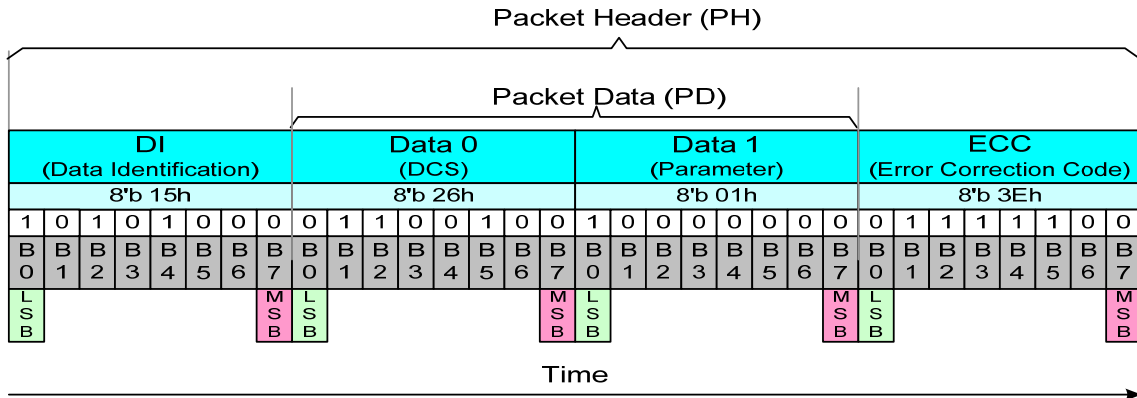 Packet Header (PH)
Packet Data (PD)
DI Data 0 Data 1 ECC
(Data Identification) (DCS) (Parameter) (Error Correction Code)
8'b 15h 8'b 26h 8'b 01h 8'b 3Eh
1 0 1 0 1 0 0 0 0 1 1 0 0 1 0 0 1 0 0 0 0 0 0 0 0 1 1 1 1 1 0 0
B0 B1 B2 B3 B4 B5 B6 B7 B0 B1 B2 B3 B4 B5 B6 B7 B0 B1 B2 B3 B4 B5 B6 B7 B0 B1 B2 B3 B4 B5 B6 B7
LSB MSB LSB MSB LSB MSB LSB MSB
Time